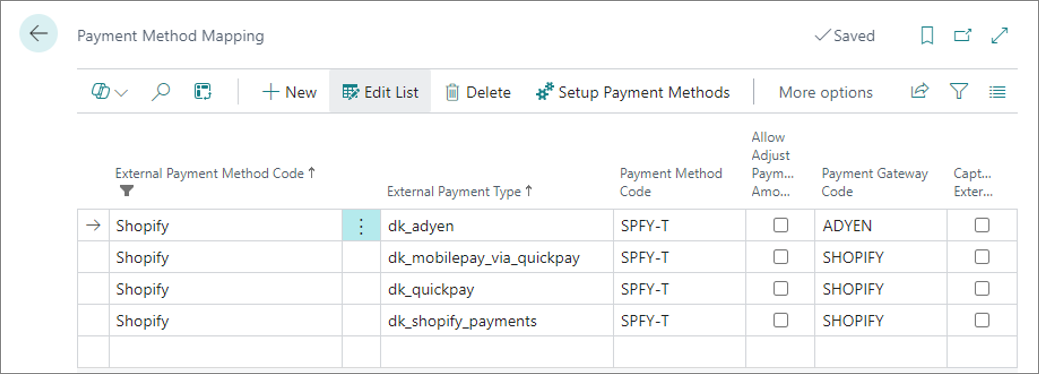 Payment Method Mapping
Saved
New
Edit List
Delete
Setup Payment Methods
More options
External Payment Method Code ↑
External Payment Type ↑
Payment Method
Code
Allow
Adjust
Paym...
Amo...
Payment Gateway
Code
Capt...
Exter...
Shopify dk_adyen SPFY-T ADYEN
Shopify dk_mobilepay_via_quickpay SPFY-T SHOPIFY
Shopify dk_quickpay SPFY-T SHOPIFY
Shopify dk_shopify_payments SPFY-T SHOPIFY